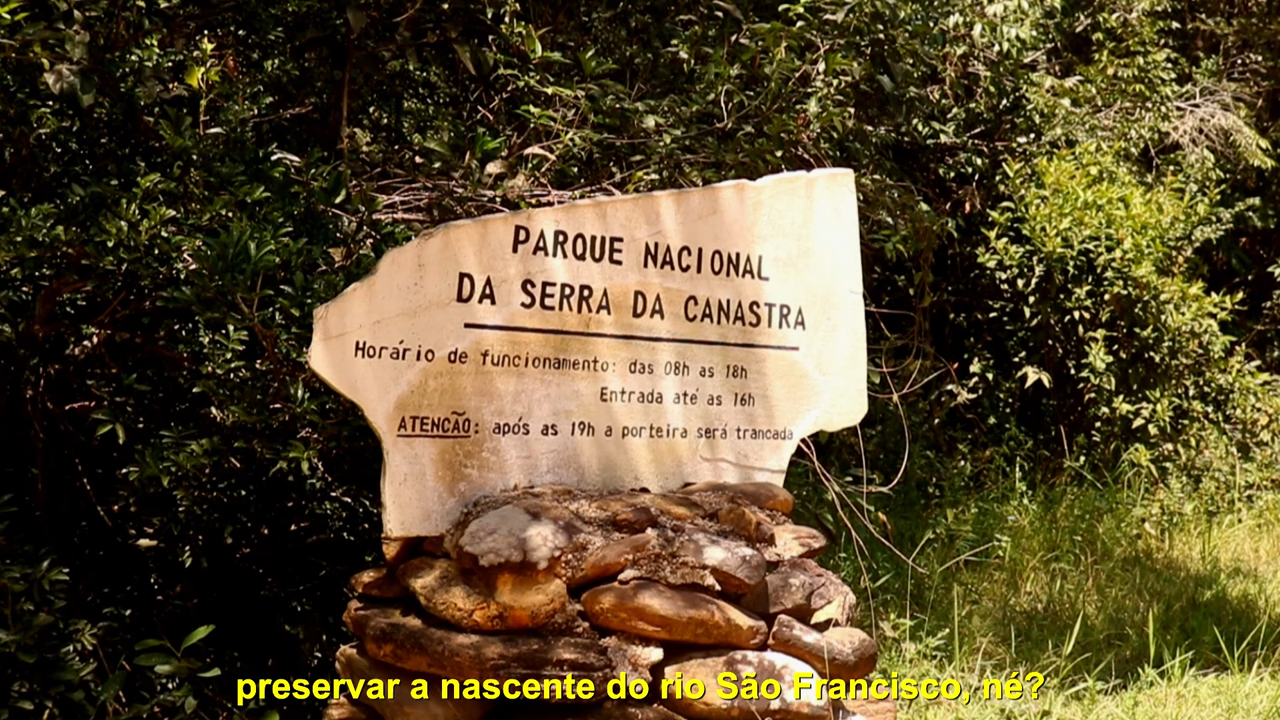 PARQUE NACIONAL
DA SERRA DA CANASTRA
Horário de funcionamento: das 08h as 18h
Entrada até as 16h
ATENCÃO: após as 19h a porteira será trancada
preservar a nascente do rio São Francisco, né?